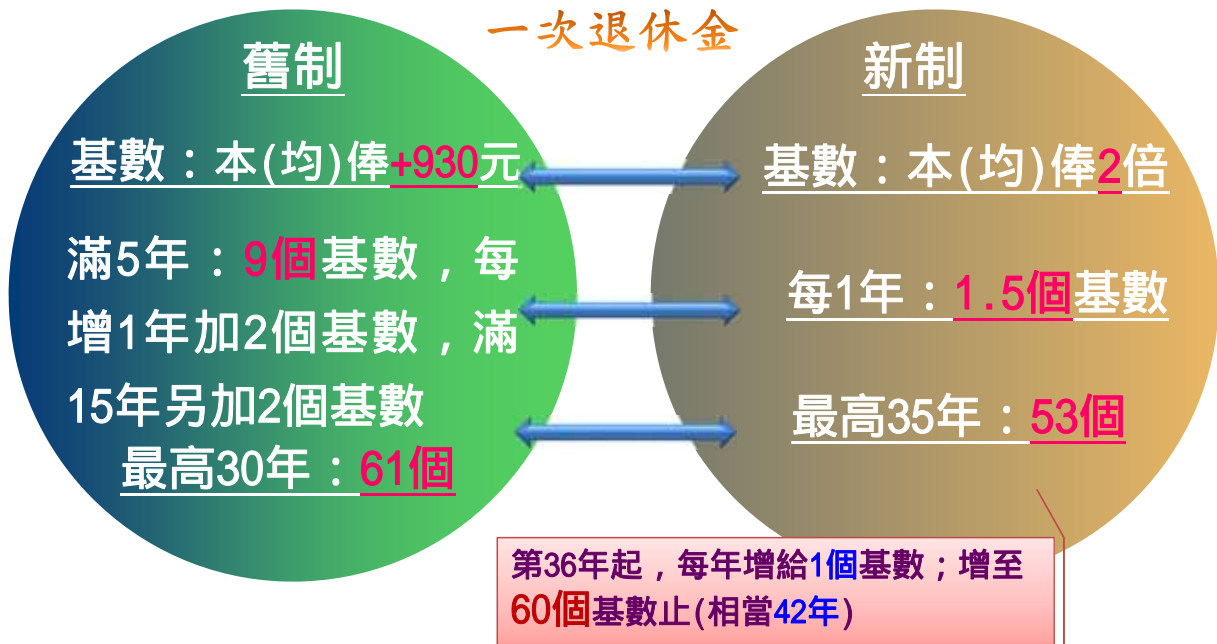 一次退休金
舊制
基數：本(均)俸+930元
滿5年：9個基數，每
增1年加2個基數，滿
15年另加2個基數
最高30年：61個
新制
基數：本(均)俸2倍
每1年：1.5個基數
最高35年：53個
第36年起，每年增給1個基數；增至
60個基數止(相當42年)